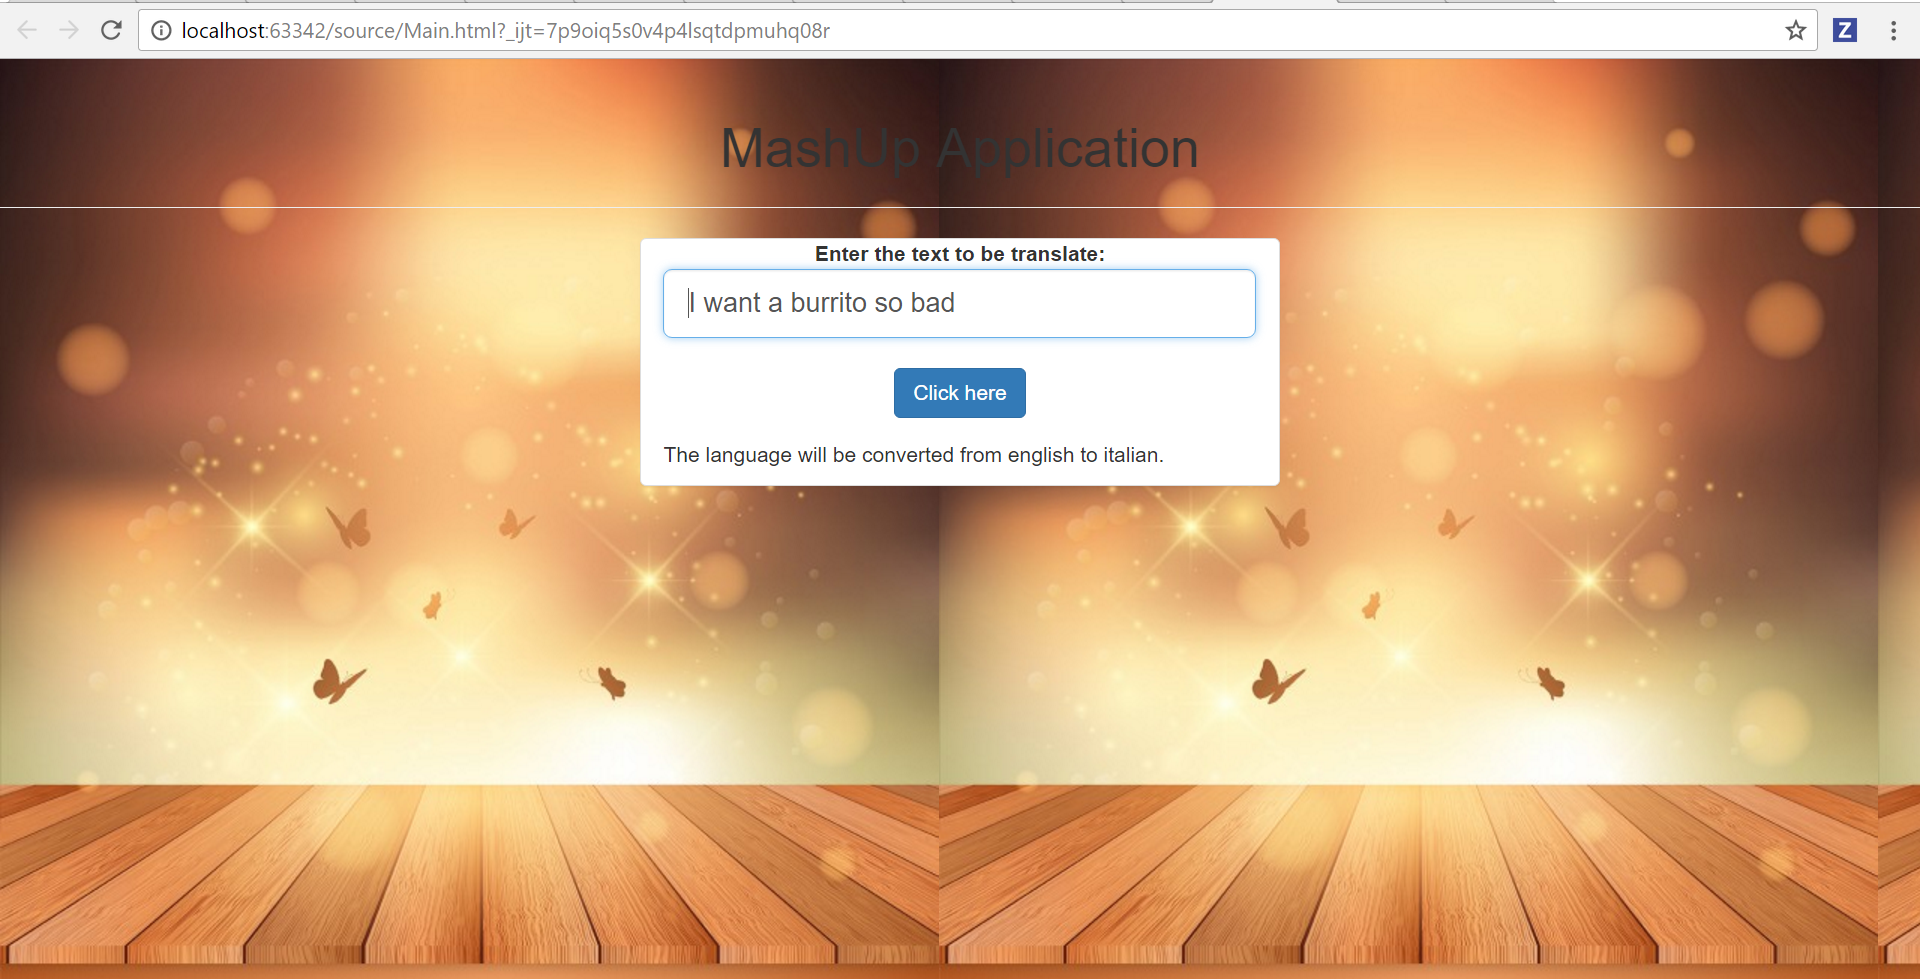 localhost:63342/source/Main.html?_ijt=7p9oiq5s0v4p4lsqtdpmuhq08r
Z
MashUp Application
Enter the text to be translate:
I want a burrito so bad
Click here
The language will be converted from english to italian.